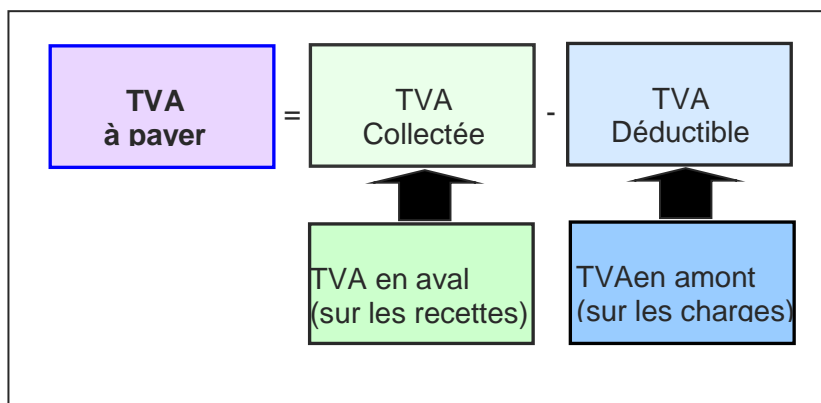 TVA
à payer
=
TVA
Collectée
-
TVA
Déductible
TVA en aval
(sur les recettes)
TVAen amont
(sur les charges)